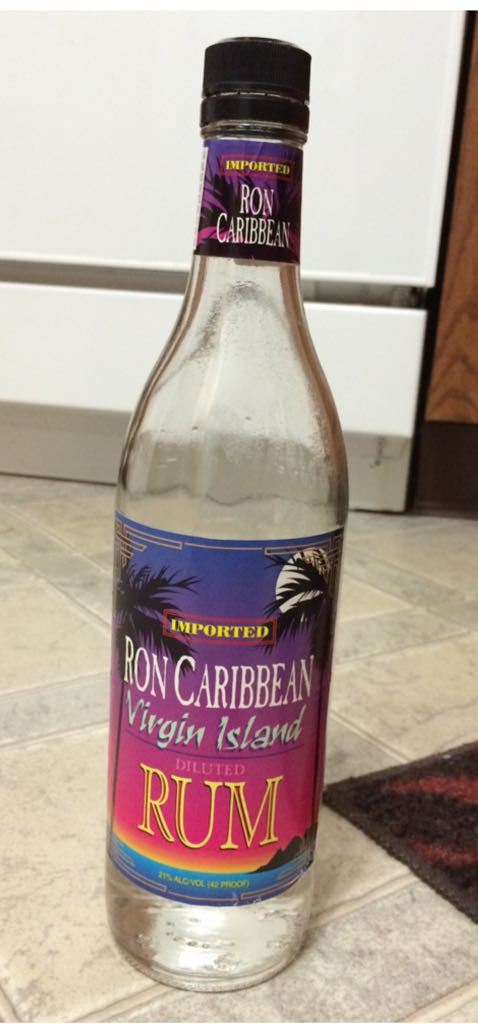 IMPORTED
RON
CARIBBEAN
IMPORTED
RON CARIBBEAN
Virgin Island
DILUTED
RUM
21% ALC/VOL (42 PROOF)